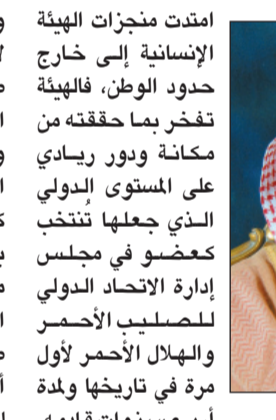 امتدت منجزات الهيئة
الإنسانية إلى خارج
حدود الوطن، فالهيئة
تفخر بما حققته من
مكانة ودور ريادي
على المستوى الدولي
الذي جعلها تُنتخب
كعضو في مجلس
إدارة الاتحاد الدولي
للصليب الأحمر
والهلال الأحمر لأول
مرة في تاريخها ولمدة